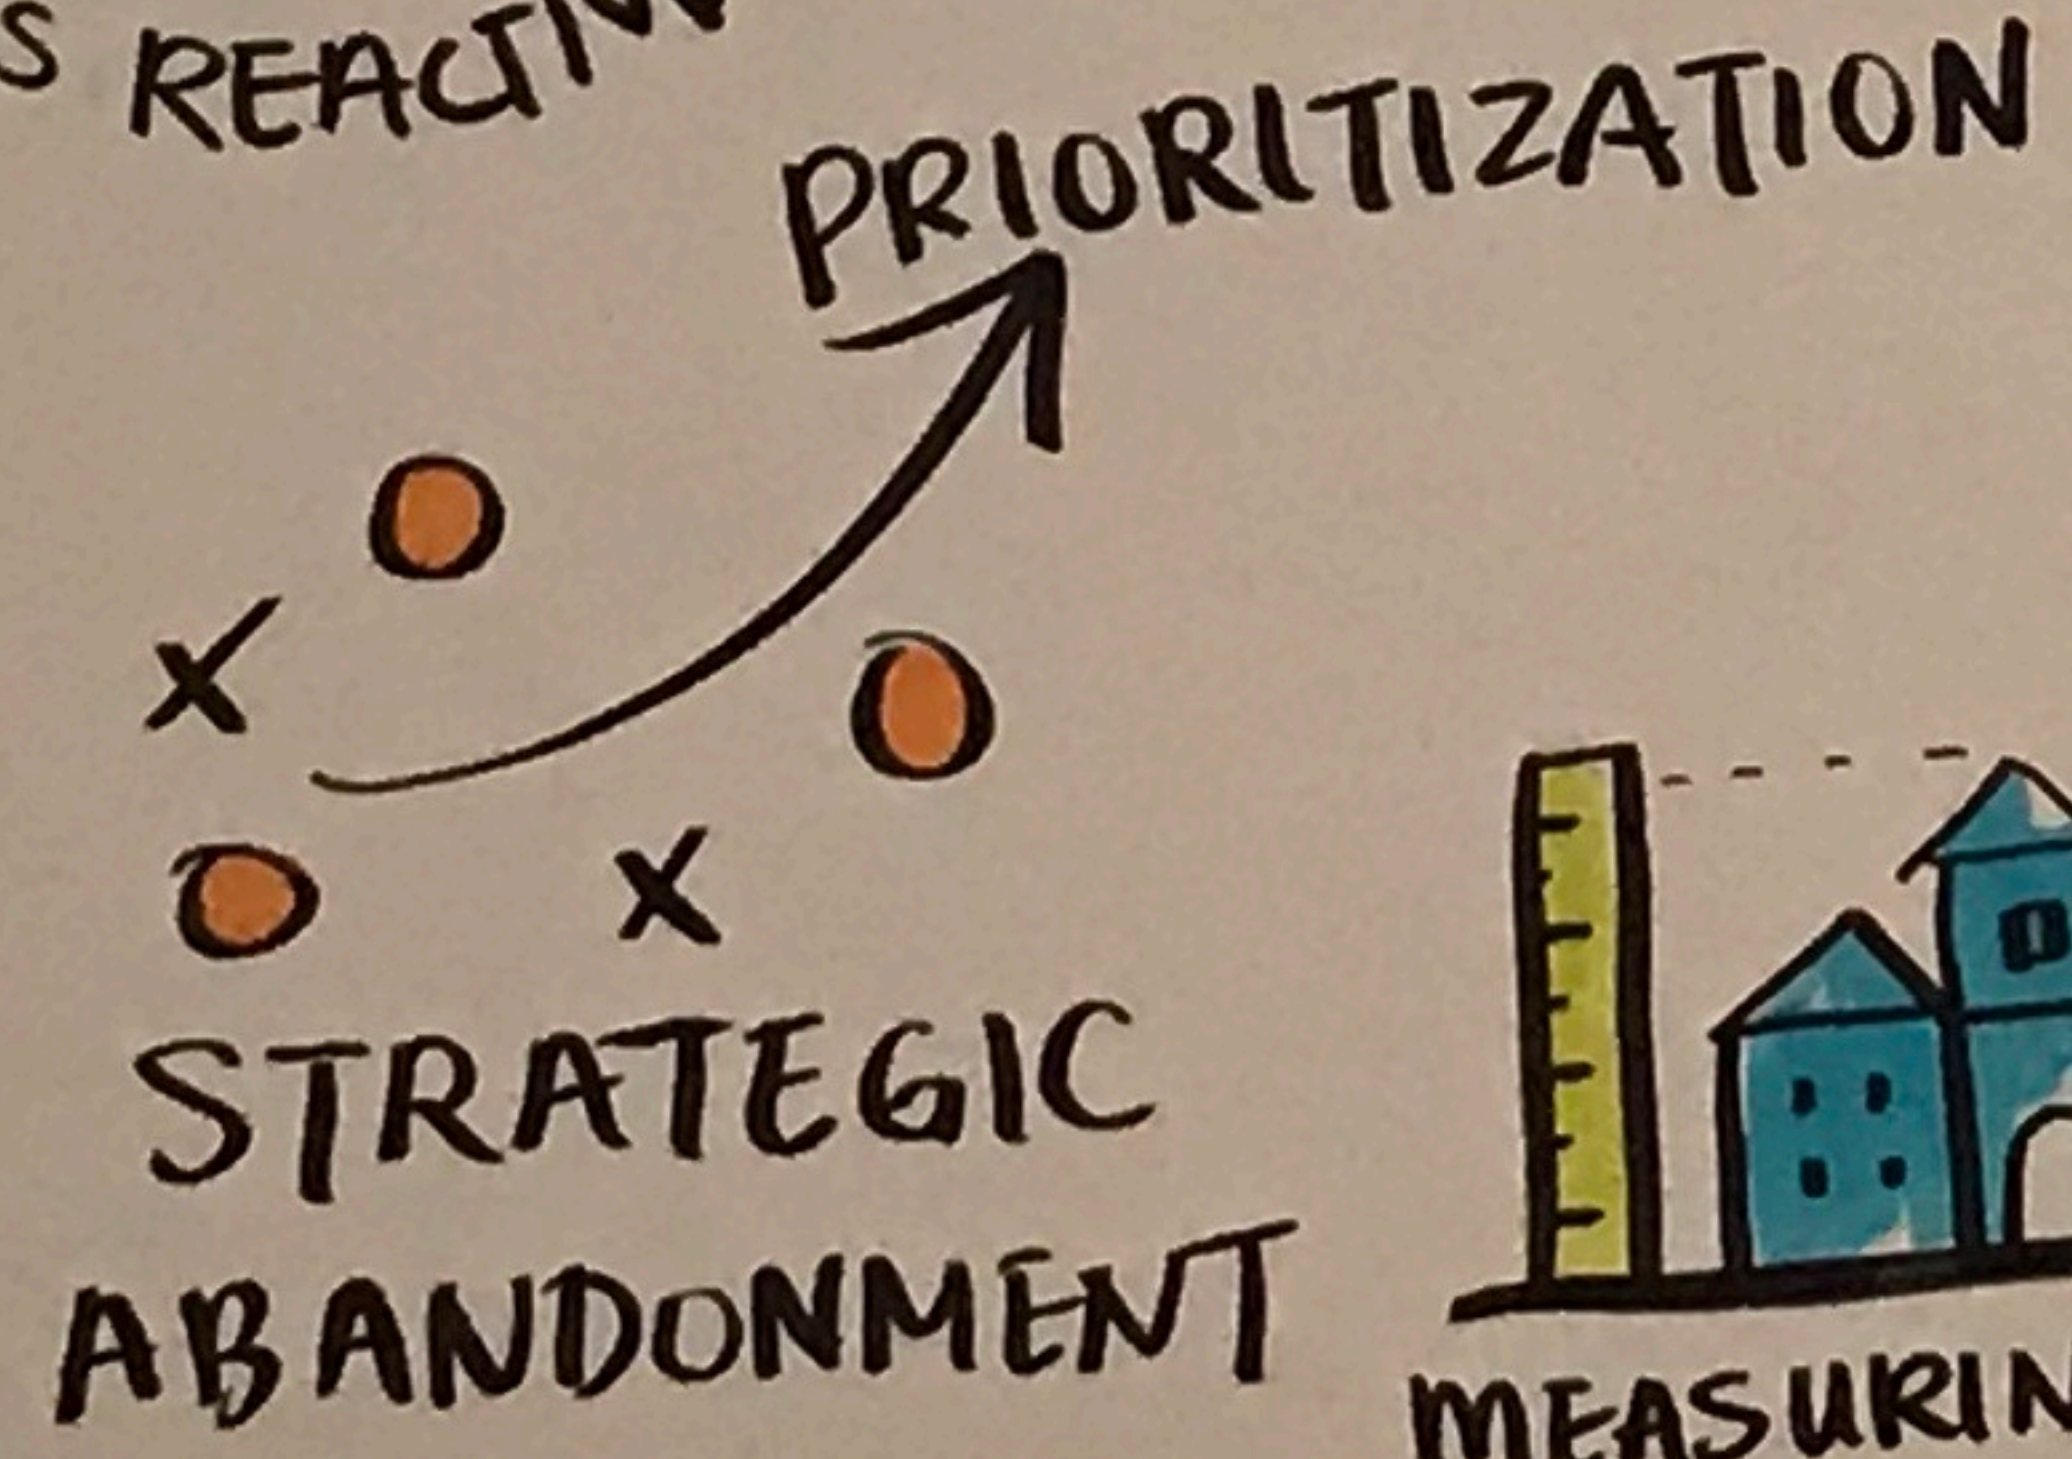 S REACTIV
PRIORITIZATION
X
X
STRATEGIC
ABANDONMENT
MEASURIN